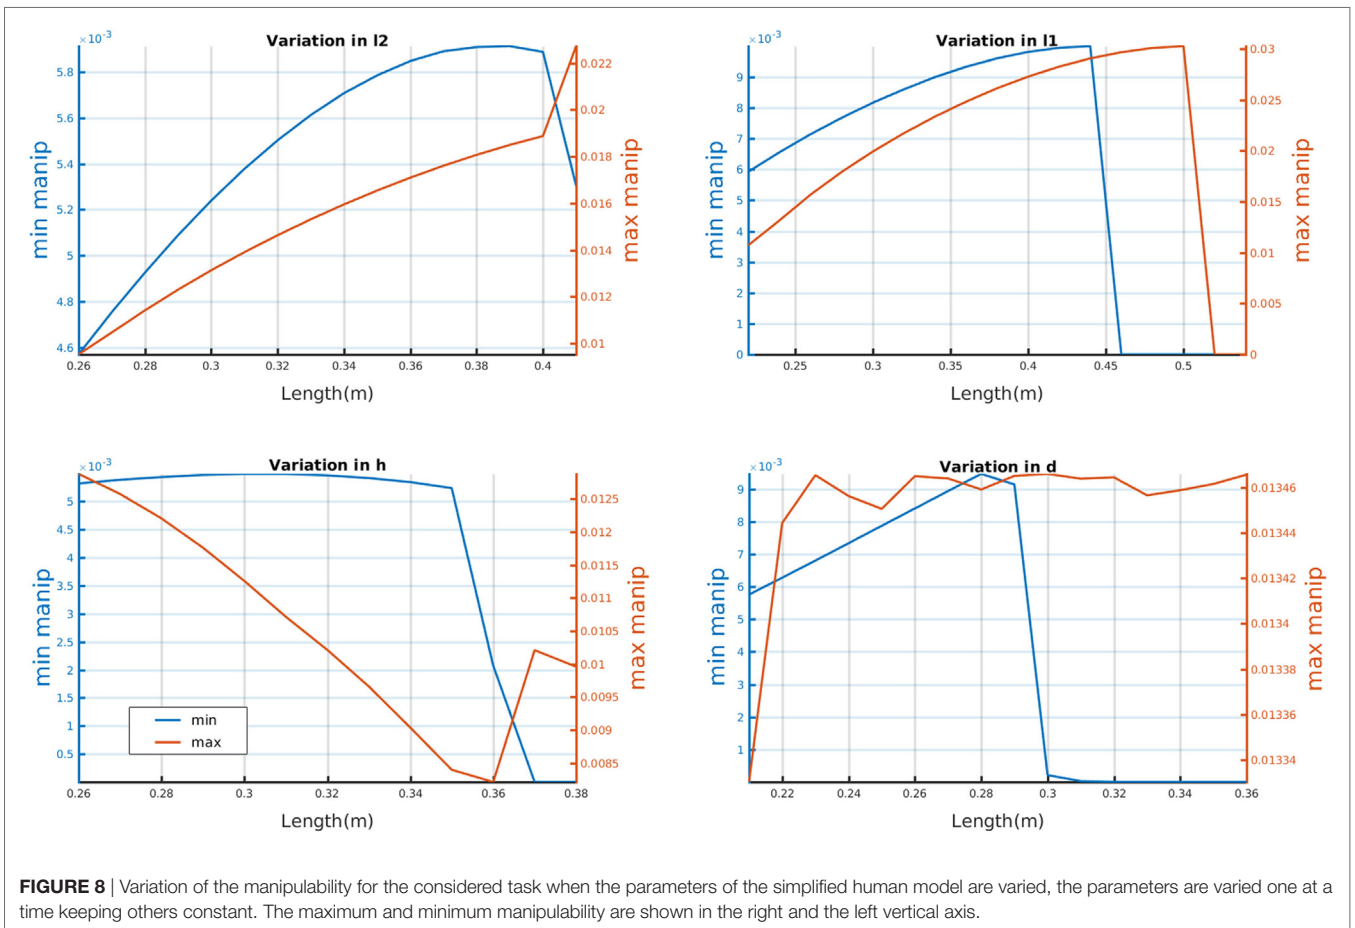 Variation in l2
×10⁻³
5.8
5.6
5.4
5.2
5
4.8
4.6
min manip
0.022
0.02
0.018
0.016
0.014
0.012
0.01
max manip
0.26 0.28 0.3 0.32 0.34 0.36 0.38 0.4
Length(m)
Variation in l1
×10⁻³
9
8
7
6
5
4
3
2
1
0
min manip
0.03
0.025
0.02
0.015
0.01
0.005
0
max manip
0.25 0.3 0.35 0.4 0.45 0.5
Length(m)
Variation in h
×10⁻³
5
4.5
4
3.5
3
2.5
2
1.5
1
0.5
min manip
min
max
0.0125
0.012
0.0115
0.011
0.0105
0.01
0.0095
0.009
0.0085
max manip
0.26 0.28 0.3 0.32 0.34 0.36 0.38
Length(m)
Variation in d
×10⁻³
9
8
7
6
5
4
3
2
1
min manip
0.01346
0.01344
0.01342
0.0134
0.01338
0.01336
0.01334
max manip
0.22 0.24 0.26 0.28 0.3 0.32 0.34 0.36
Length(m)
FIGURE 8 | Variation of the manipulability for the considered task when the parameters of the simplified human model are varied, the parameters are varied one at a
time keeping others constant. The maximum and minimum manipulability are shown in the right and the left vertical axis.